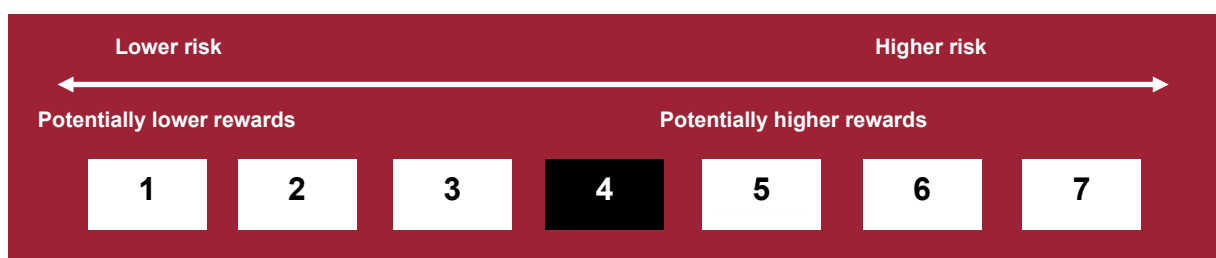 Lower risk Higher risk
Potentially lower rewards Potentially higher rewards
1 2 3 4 5 6 7